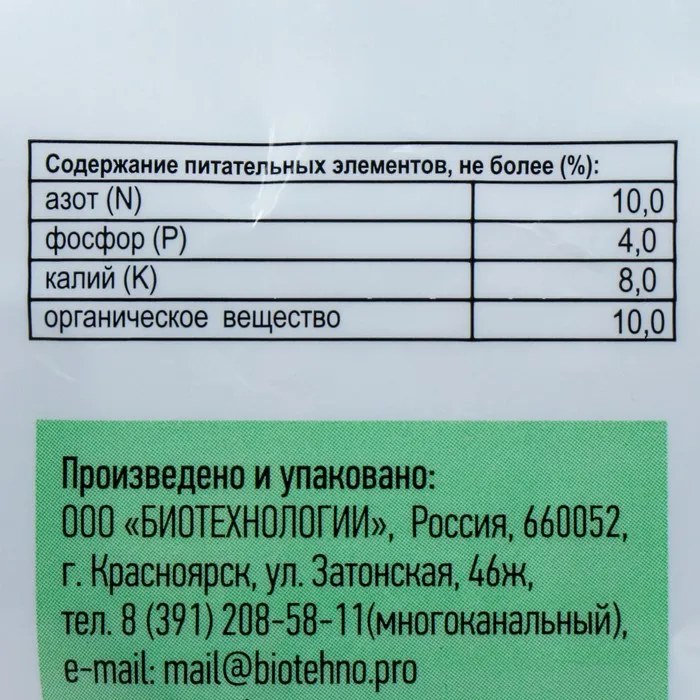 Содержание питательных элементов, не более (%):
азот (N) 10,0
фосфор (P) 4,0
калий (K) 8,0
органическое вещество 10,0
Произведено и упаковано:
ООО «БИОТЕХНОЛОГИИ», Россия, 660052,
г. Красноярск, ул. Затонская, 46ж,
тел. 8 (391) 208-58-11(многоканальный),
e-mail: mail@biotehno.pro